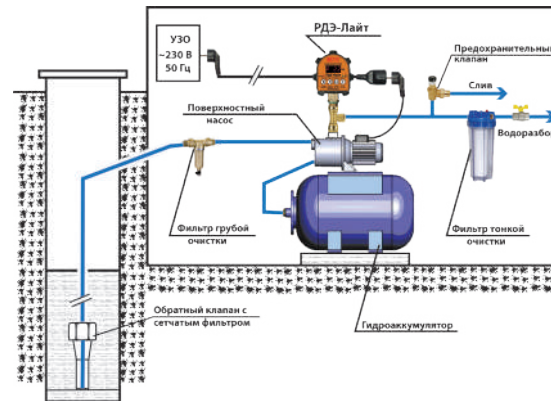 УЗО
~230 В
50 Гц
РДЭ-Лайт
Предохранительный
клапан
Слив
Поверхностный
насос
Водоразбор
Фильтр грубой
очистки
Фильтр тонкой
очистки
Обратный клапан с
сетчатым фильтром
Гидроаккумулятор